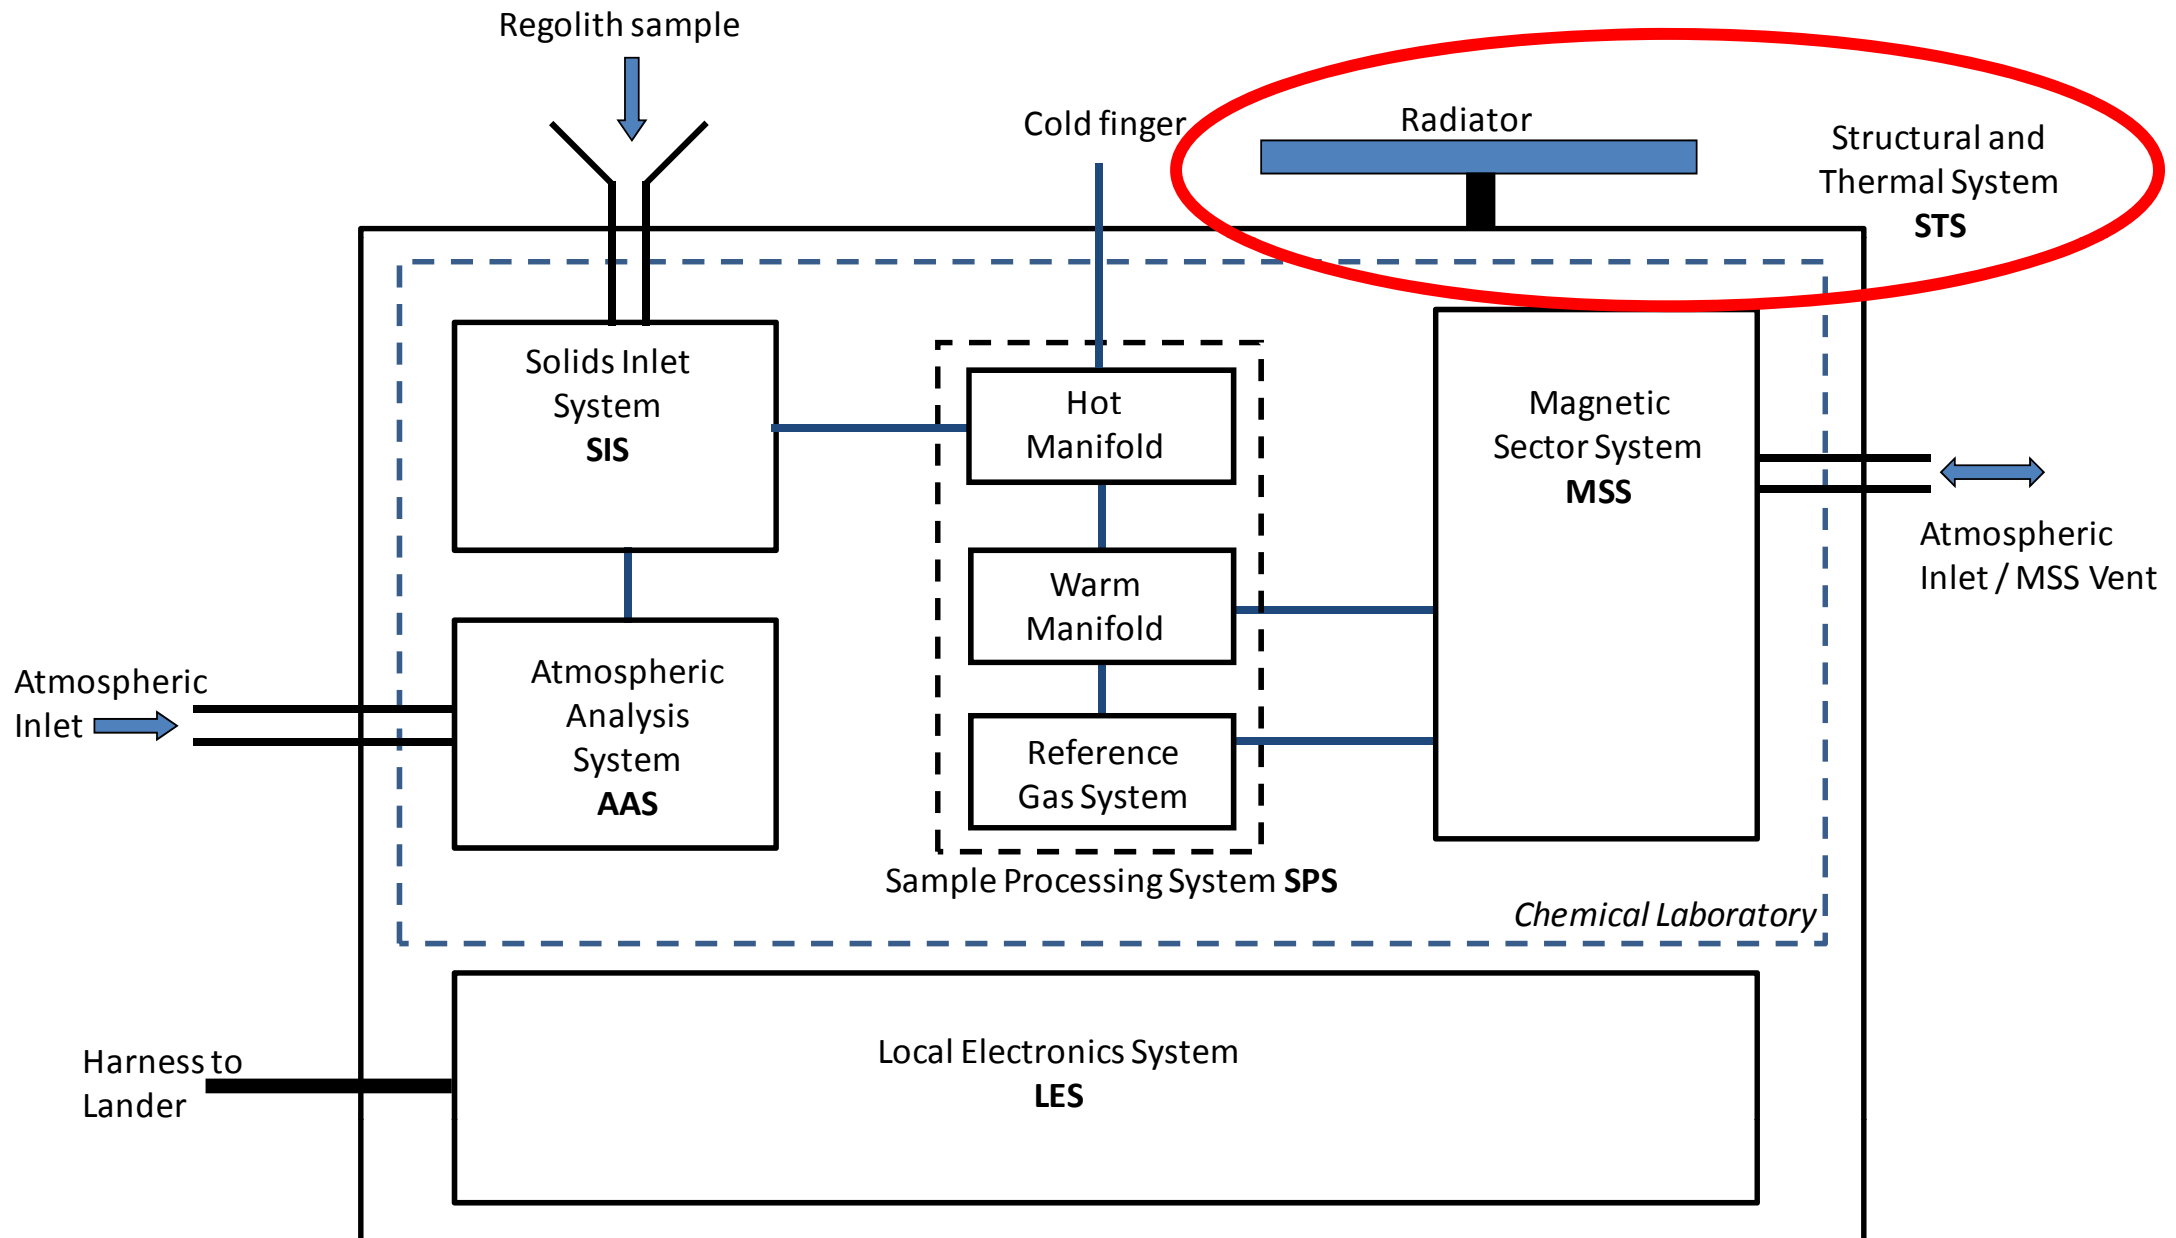 Regolith sample
Cold finger
Radiator
Structural and
Thermal System
STS
Solids Inlet
System
SIS
Hot
Manifold
Magnetic
Sector System
MSS
Atmospheric
Inlet / MSS Vent
Warm
Manifold
Atmospheric
Inlet
Atmospheric
Analysis
System
AAS
Reference
Gas System
Sample Processing System SPS
Chemical Laboratory
Harness to
Lander
Local Electronics System
LES